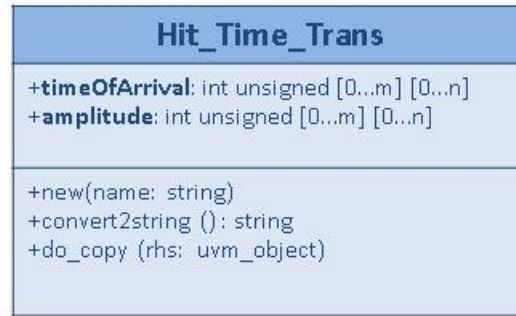 Hit_Time_Trans
+timeOfArrival: int unsigned [0...m] [0...n]
+amplitude: int unsigned [0...m] [0...n]
+new(name: string)
+convert2string (): string
+do_copy (rhs: uvm_object)